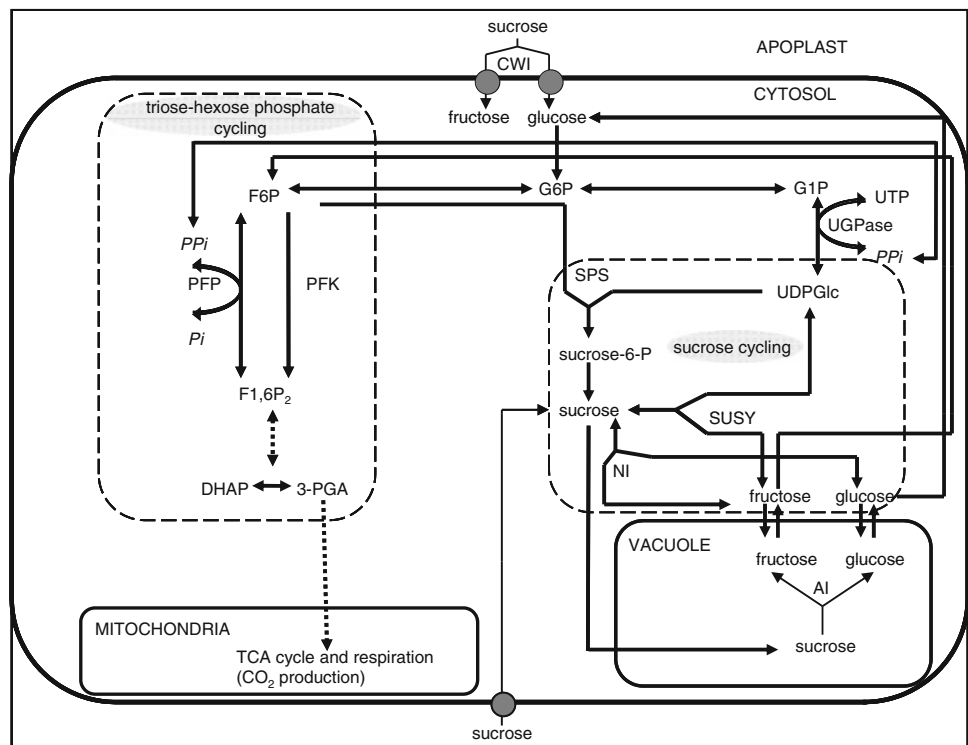 sucrose
APOPLAST
CWI
CYTOSOL
triose-hexose phosphate
cycling
fructose
glucose
F6P
G6P
G1P
UTP
UGPase
PPi
PPi
PFP
PFK
Pi
SPS
UDPGlc
sucrose-6-P
sucrose cycling
F1,6P2
sucrose
SUSY
NI
DHAP
3-PGA
fructose
glucose
VACUOLE
fructose
glucose
AI
MITOCHONDRIA
sucrose
TCA cycle and respiration
(CO2 production)
sucrose